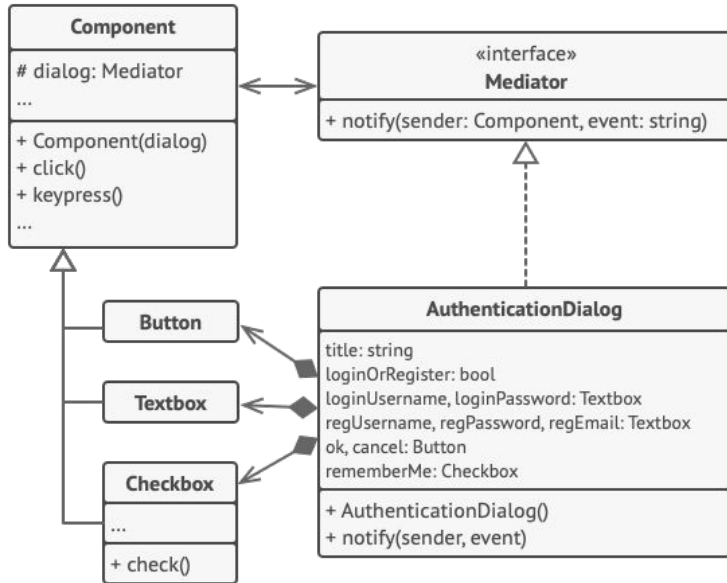 Component
# dialog: Mediator
...
+ Component(dialog)
+ click()
+ keypress()
...
«interface»
Mediator
+ notify(sender: Component, event: string)
Button
Textbox
Checkbox
...
+ check()
AuthenticationDialog
title: string
loginOrRegister: bool
loginUsername, loginPassword: Textbox
regUsername, regPassword, regEmail: Textbox
ok, cancel: Button
rememberMe: Checkbox
+ AuthenticationDialog()
+ notify(sender, event)